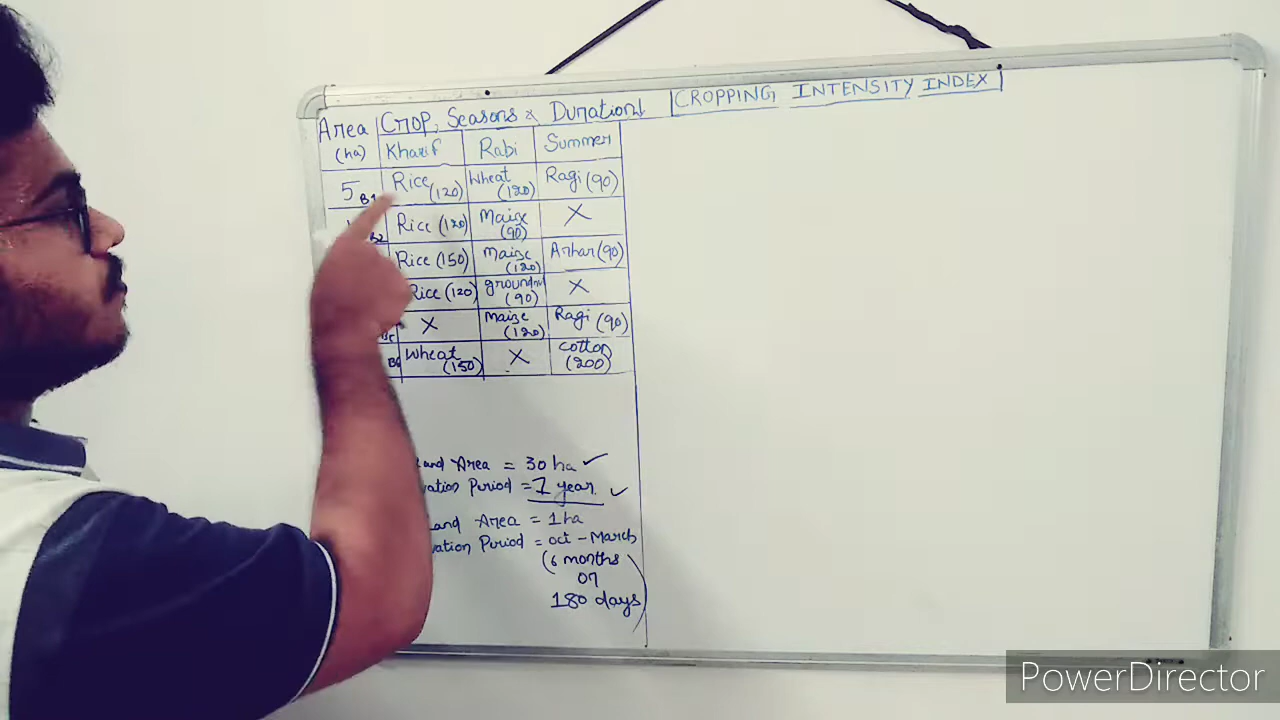 CROPPING INTENSITY INDEX
Area Crop, Seasons & Duration
(ha) Kharif Rabi Summer
5 B1 Rice (120) Wheat (120) Ragi (90)
B2 Rice (120) Maize (90) X
Rice (150) Maize (120) Arhar (90)
Rice (120) groundnut (90) X
X Maize (120) Ragi (90)
B6 Wheat (150) X cotton (200)
Area = 30 ha ✓
Period = 1 year ✓
Area = 1 ha
Period = oct - March
(6 months
or
180 days)
PowerDirector